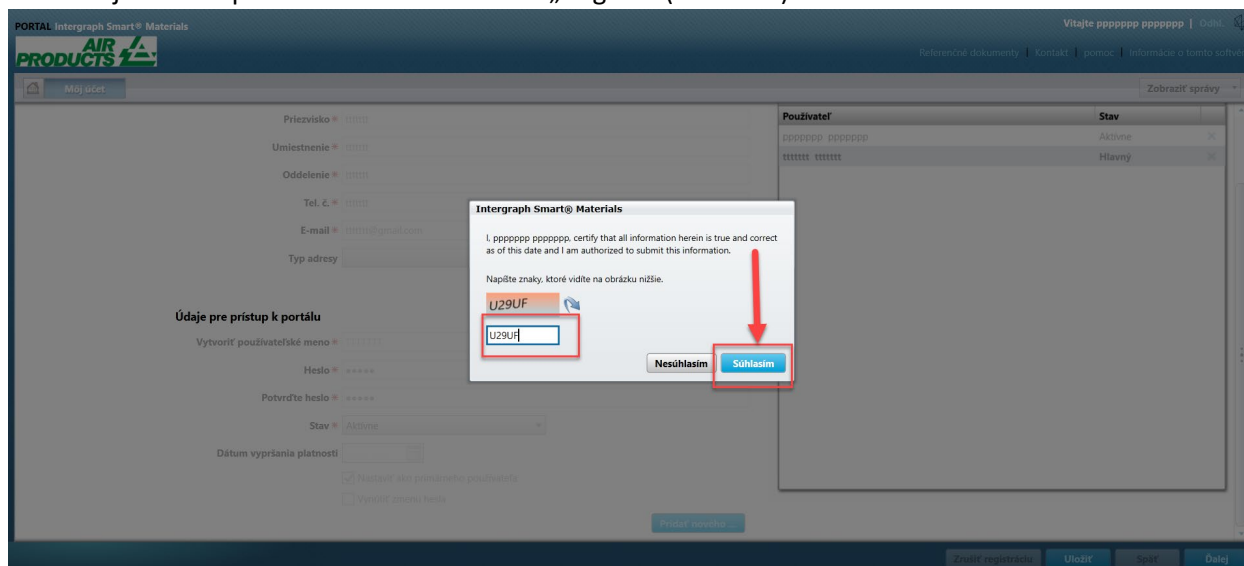 PORTAL Intergraph Smart® Materials
Vitajte ppppppp ppppppp |
AIR
PRODUCTS
Referenčné dokumenty | Kontakt | pomoc | Informácie o tomto
Môj účet
Zobraziť správy
Priezvisko
Umiestnenie
Oddelenie
Tel. č.
E-mail
Typ adresy
Používateľ Stav
ppppppp ppppppp Aktívne
ttttttt ttttttt Hlavný
Intergraph Smart® Materials
I, ppppppp ppppppp, certify that all information herein is true and correct
as of this date and I am authorized to submit this information.
Napíšte znaky, ktoré vidíte na obrázku nižšie.
U29UF
U29UF
Nesúhlasím Súhlasím
Údaje pre prístup k portálu
Vytvoriť používateľské meno
Heslo
Potvrďte heslo
Stav Aktívne
Dátum vypršania platnosti
Nastaviť ako primárneho používateľa
Vynútiť zmenu hesla
Pridať nového ...
Zrušiť registráciu Uložiť Späť Ďalej